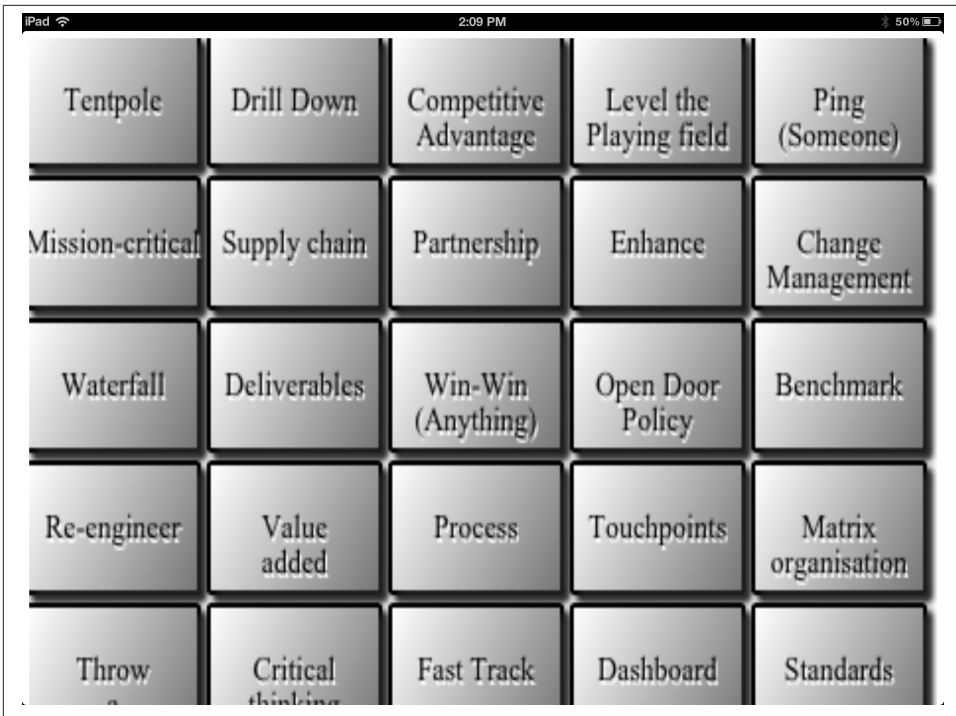 iPad 2:09 PM 50%
Tentpole Drill Down Competitive Level the Ping
Advantage Playing field (Someone)
Mission-critical Supply chain Partnership Enhance Change
Management
Waterfall Deliverables Win-Win Open Door Benchmark
(Anything) Policy
Re-engineer Value Process Touchpoints Matrix
added organisation
Throw Critical Fast Track Dashboard Standards
a thinking